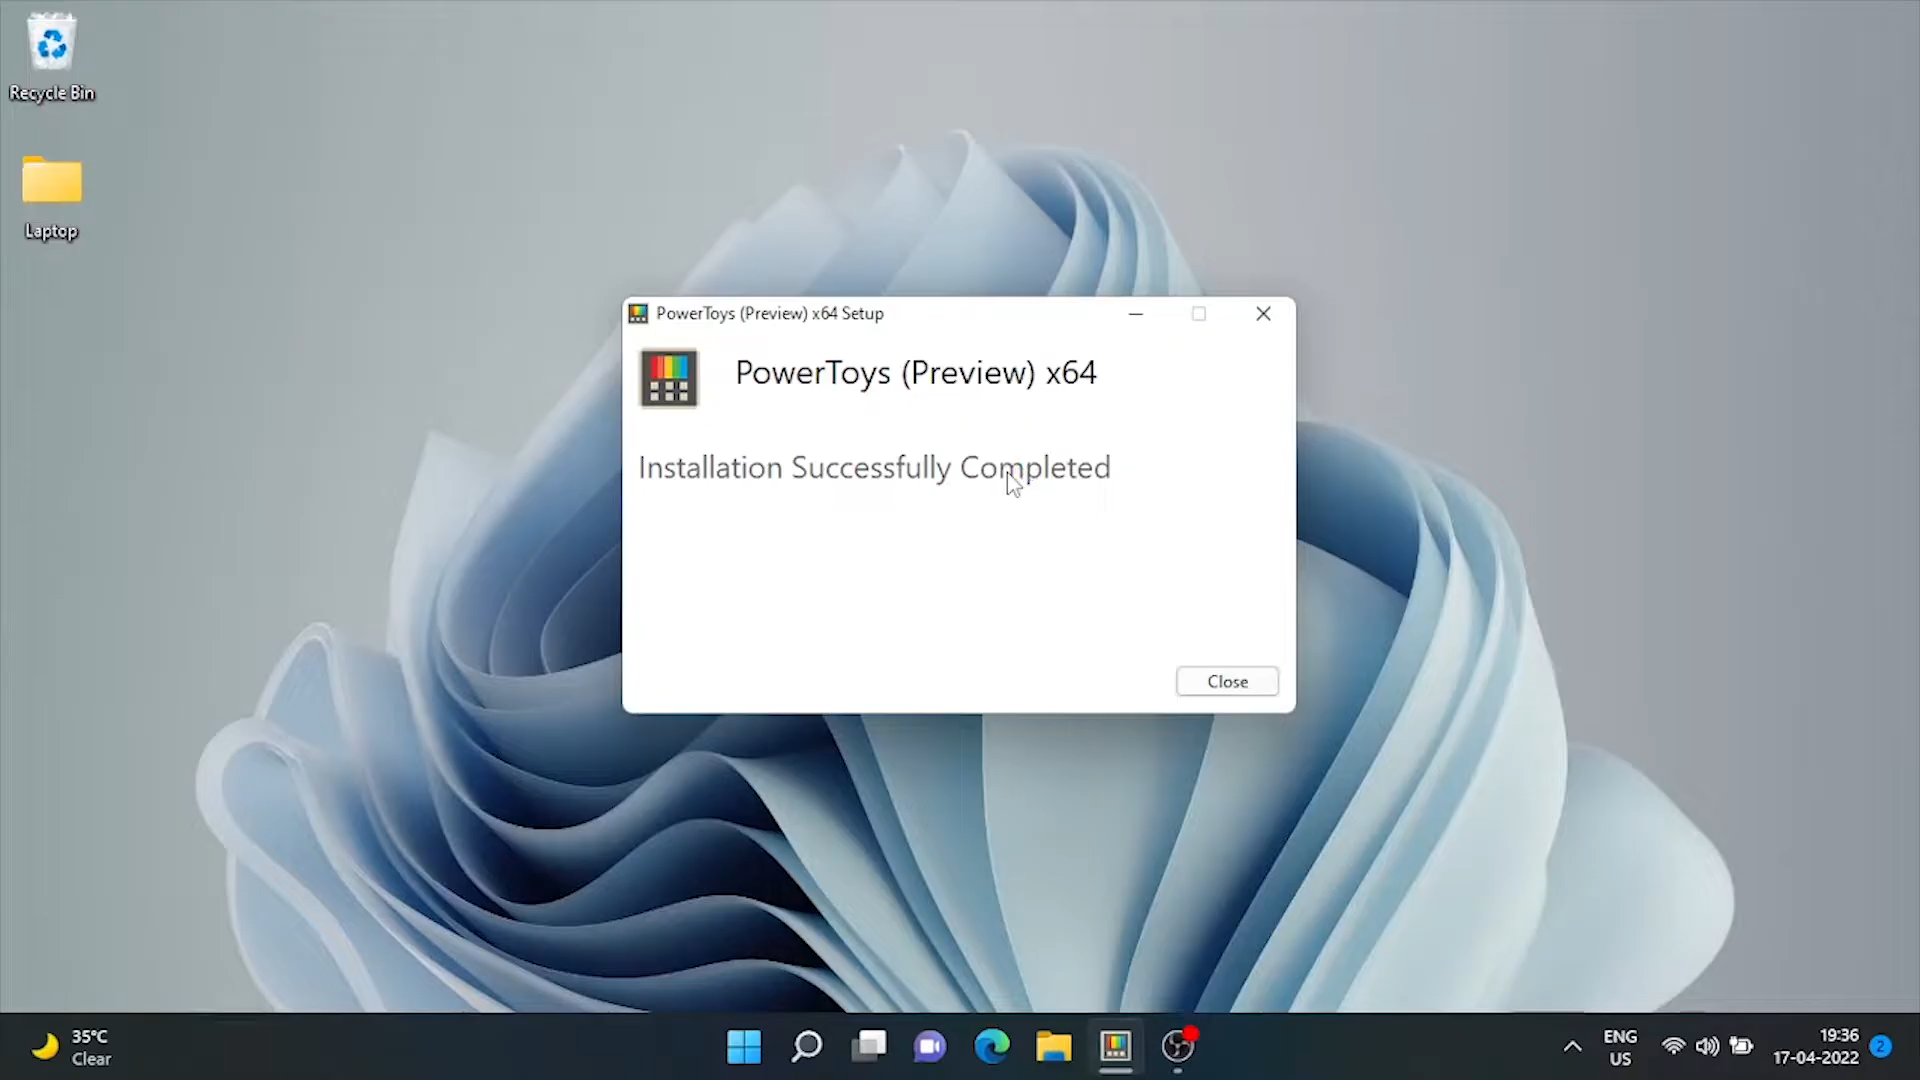 Recycle Bin
Laptop
PowerToys (Preview) x64 Setup
PowerToys (Preview) x64
Installation Successfully Completed
Close
35°C
Clear
ENG
US
19:36
17-04-2022
2